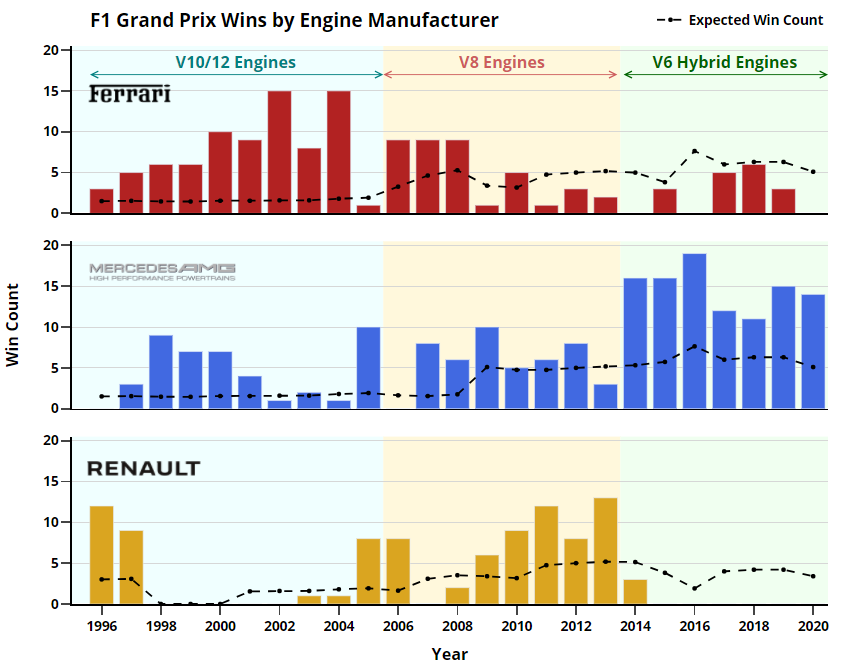 F1 Grand Prix Wins by Engine Manufacturer
Expected Win Count
V10/12 Engines
V8 Engines
V6 Hybrid Engines
Ferrari
20
15
10
5
0
MERCEDES AMG
HIGH PERFORMANCE POWERTRAINS
20
15
10
5
0
Win Count
RENAULT
20
15
10
5
0
1996 1998 2000 2002 2004 2006 2008 2010 2012 2014 2016 2018 2020
Year